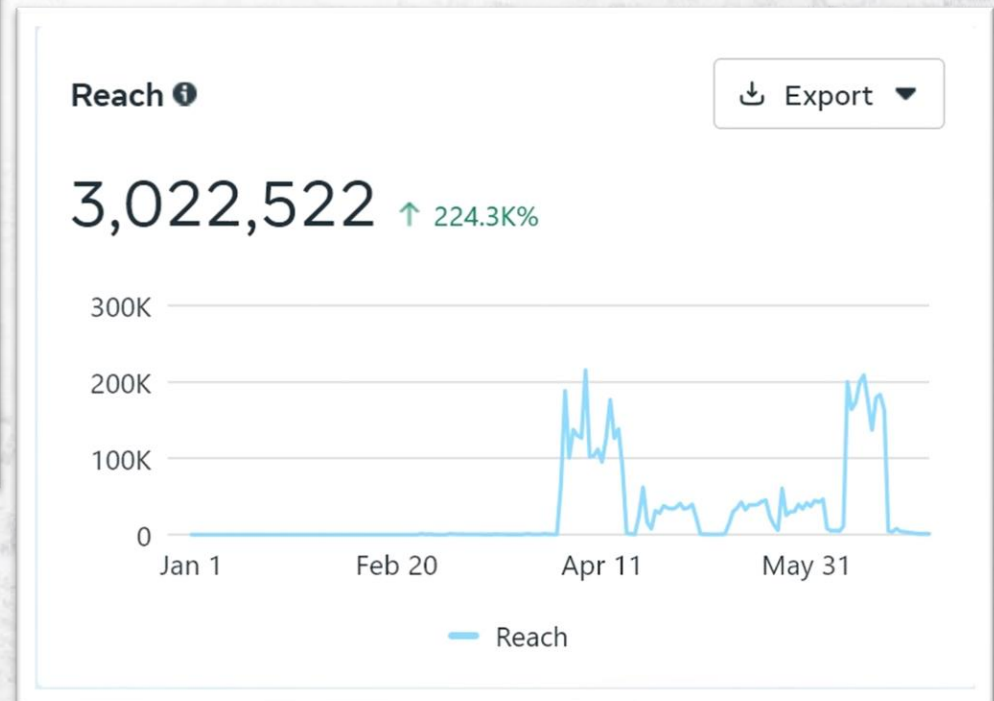 Reach
Export
3,022,522 ↑ 224.3K%
300K
200K
100K
0
Jan 1 Feb 20 Apr 11 May 31
Reach